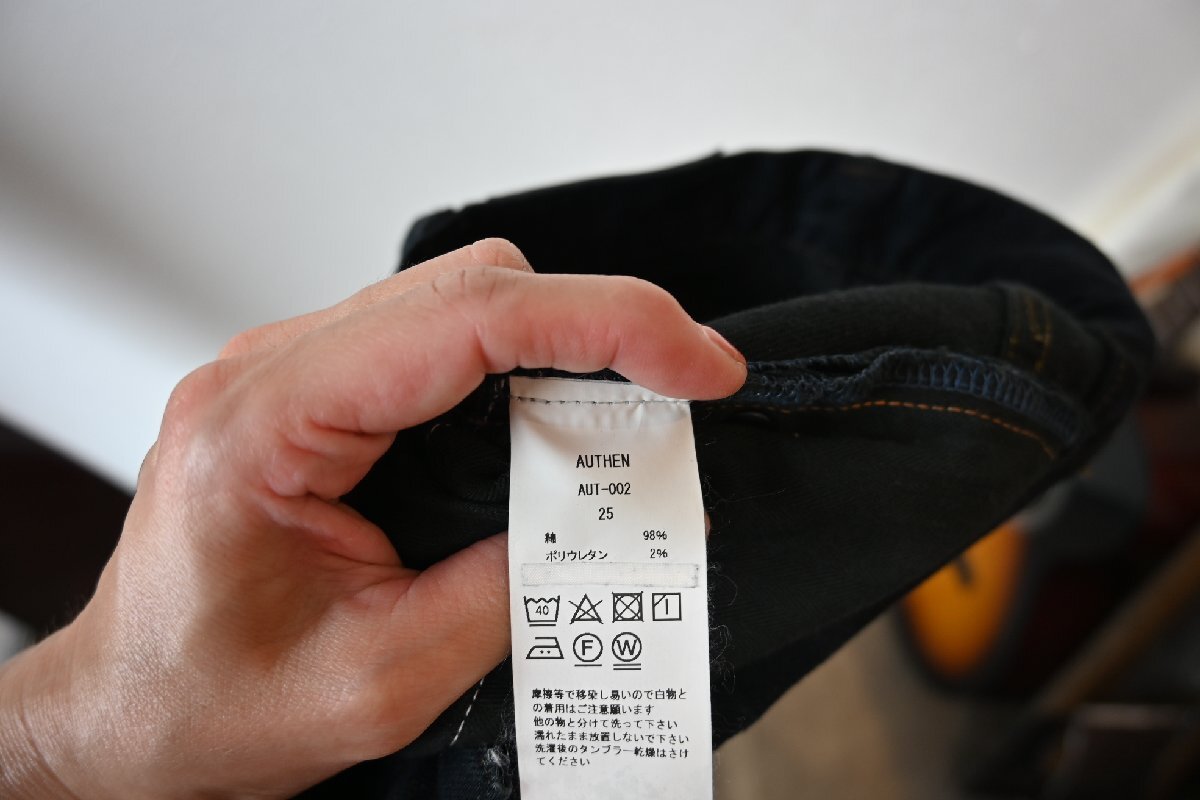 AUTHEN
AUT-002
25
綿 98%
ポリウレタン 2%
40
F W
摩擦等で移染し易いので白物と
の着用はご注意願います
他の物と分けて洗って下さい
濡れたまま放置しないで下さい
洗濯後のタンブラー乾燥はさけ
てください